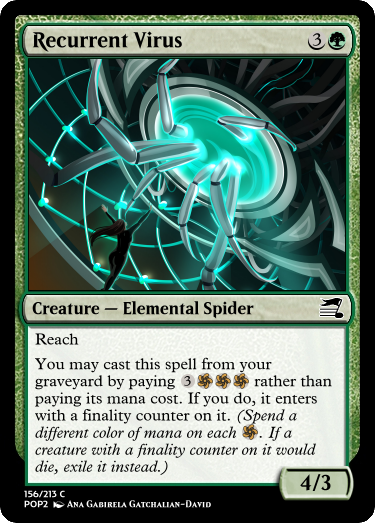 Recurrent Virus 3
Creature — Elemental Spider
Reach
You may cast this spell from your
graveyard by paying 3 rather than
paying its mana cost. If you do, it enters
with a finality counter on it. (Spend a
different color of mana on each . If a
creature with a finality counter on it would
die, exile it instead.)
4/3
156/213 C
POP2 Ana Gabirela Gatchalian-David